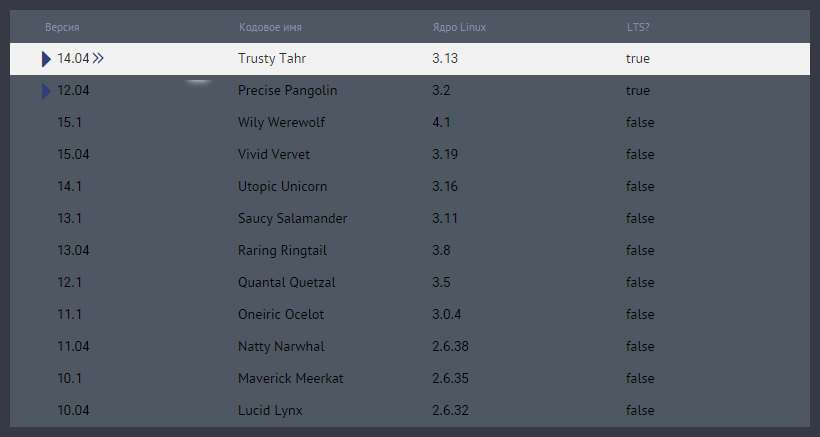 Версия Кодовое имя Ядро Linux LTS?
14.04 Trusty Tahr 3.13 true
12.04 Precise Pangolin 3.2 true
15.1 Wily Werewolf 4.1 false
15.04 Vivid Vervet 3.19 false
14.1 Utopic Unicorn 3.16 false
13.1 Saucy Salamander 3.11 false
13.04 Raring Ringtail 3.8 false
12.1 Quantal Quetzal 3.5 false
11.1 Oneiric Ocelot 3.0.4 false
11.04 Natty Narwhal 2.6.38 false
10.1 Maverick Meerkat 2.6.35 false
10.04 Lucid Lynx 2.6.32 false